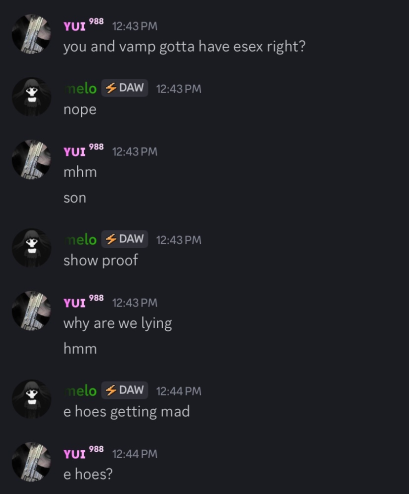 YUI 988 12:43 PM
you and vamp gotta have esex right?
melo ⚡DAW 12:43 PM
nope
YUI 988 12:43 PM
mhm
son
melo ⚡DAW 12:43 PM
show proof
YUI 988 12:43 PM
why are we lying
hmm
melo ⚡DAW 12:44 PM
e hoes getting mad
YUI 988 12:44 PM
e hoes?